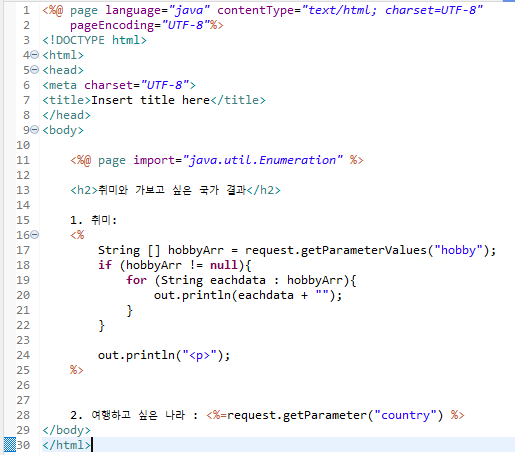 1 <%@ page language="java" contentType="text/html; charset=UTF-8"
2     pageEncoding="UTF-8"%>
3 <!DOCTYPE html>
4 <html>
5 <head>
6 <meta charset="UTF-8">
7 <title>Insert title here</title>
8 </head>
9 <body>
10
11     <%@ page import="java.util.Enumeration" %>
12
13     <h2>취미와 가보고 싶은 국가 결과</h2>
14
15     1. 취미:
16     <%
17         String [] hobbyArr = request.getParameterValues("hobby");
18         if (hobbyArr != null){
19             for (String eachdata : hobbyArr){
20                 out.println(eachdata + "");
21             }
22         }
23
24         out.println("<p>");
25     %>
26
27
28     2. 여행하고 싶은 나라 : <%=request.getParameter("country") %>
29 </body>
30 </html>